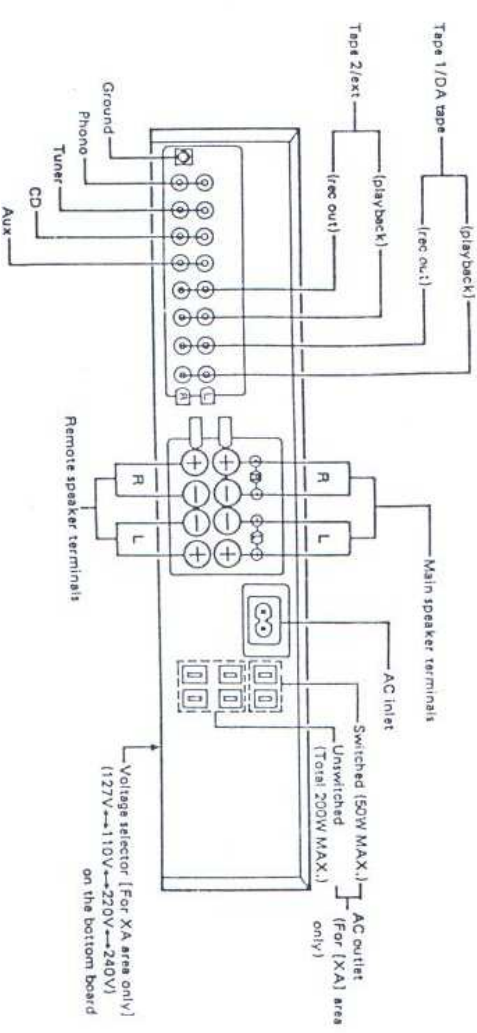 Tape 1/DA tape
(playback)
(rec out)
Tape 2/ext
(playback)
(rec out)
Ground
Phono
Tuner
CD
Aux
L
R
R
L
Main speaker terminals
+ - - +
+ - - +
R
L
Remote speaker terminals
AC inlet
Switched (50W MAX.)
Unswitched
(Total 200W MAX.)
AC outlet
(For [XA] area
only)
Voltage selector [For XA area only]
(127V↔110V↔220V↔240V)
on the bottom board